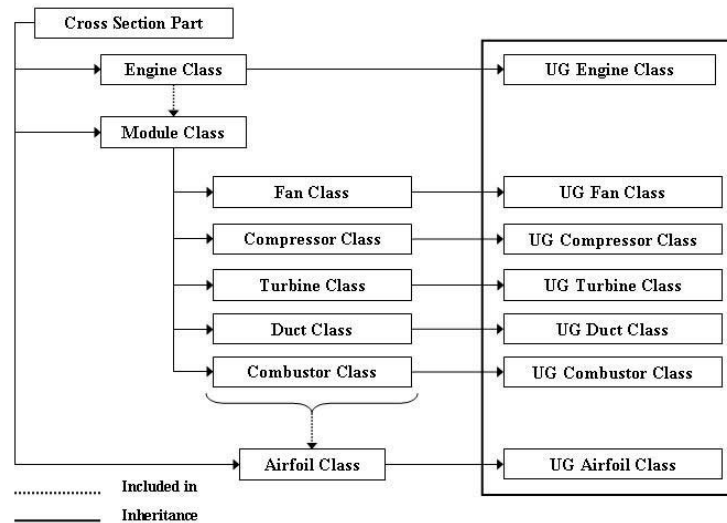 Cross Section Part
Engine Class
UG Engine Class
Module Class
Fan Class
UG Fan Class
Compressor Class
UG Compressor Class
Turbine Class
UG Turbine Class
Duct Class
UG Duct Class
Combustor Class
UG Combustor Class
Airfoil Class
UG Airfoil Class
Included in
Inheritance